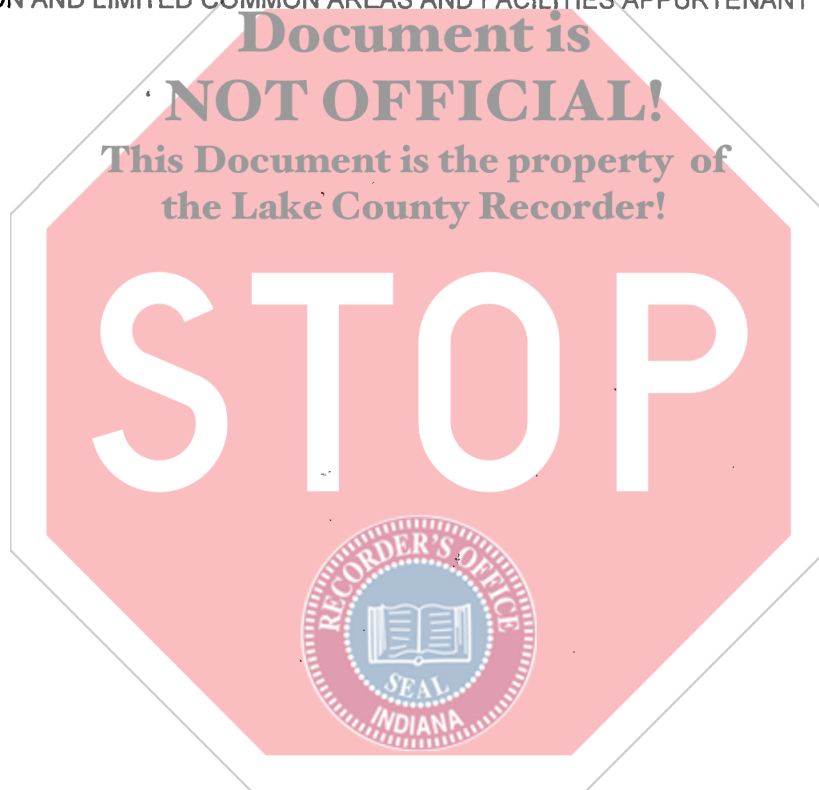 ON AND LIMITED COMMON AREAS AND FACILITIES APPURTENANT
Document is
NOT OFFICIAL!
This Document is the property of
the Lake County Recorder!
STOP
RECORDER'S OFFICE
SEAL
INDIANA